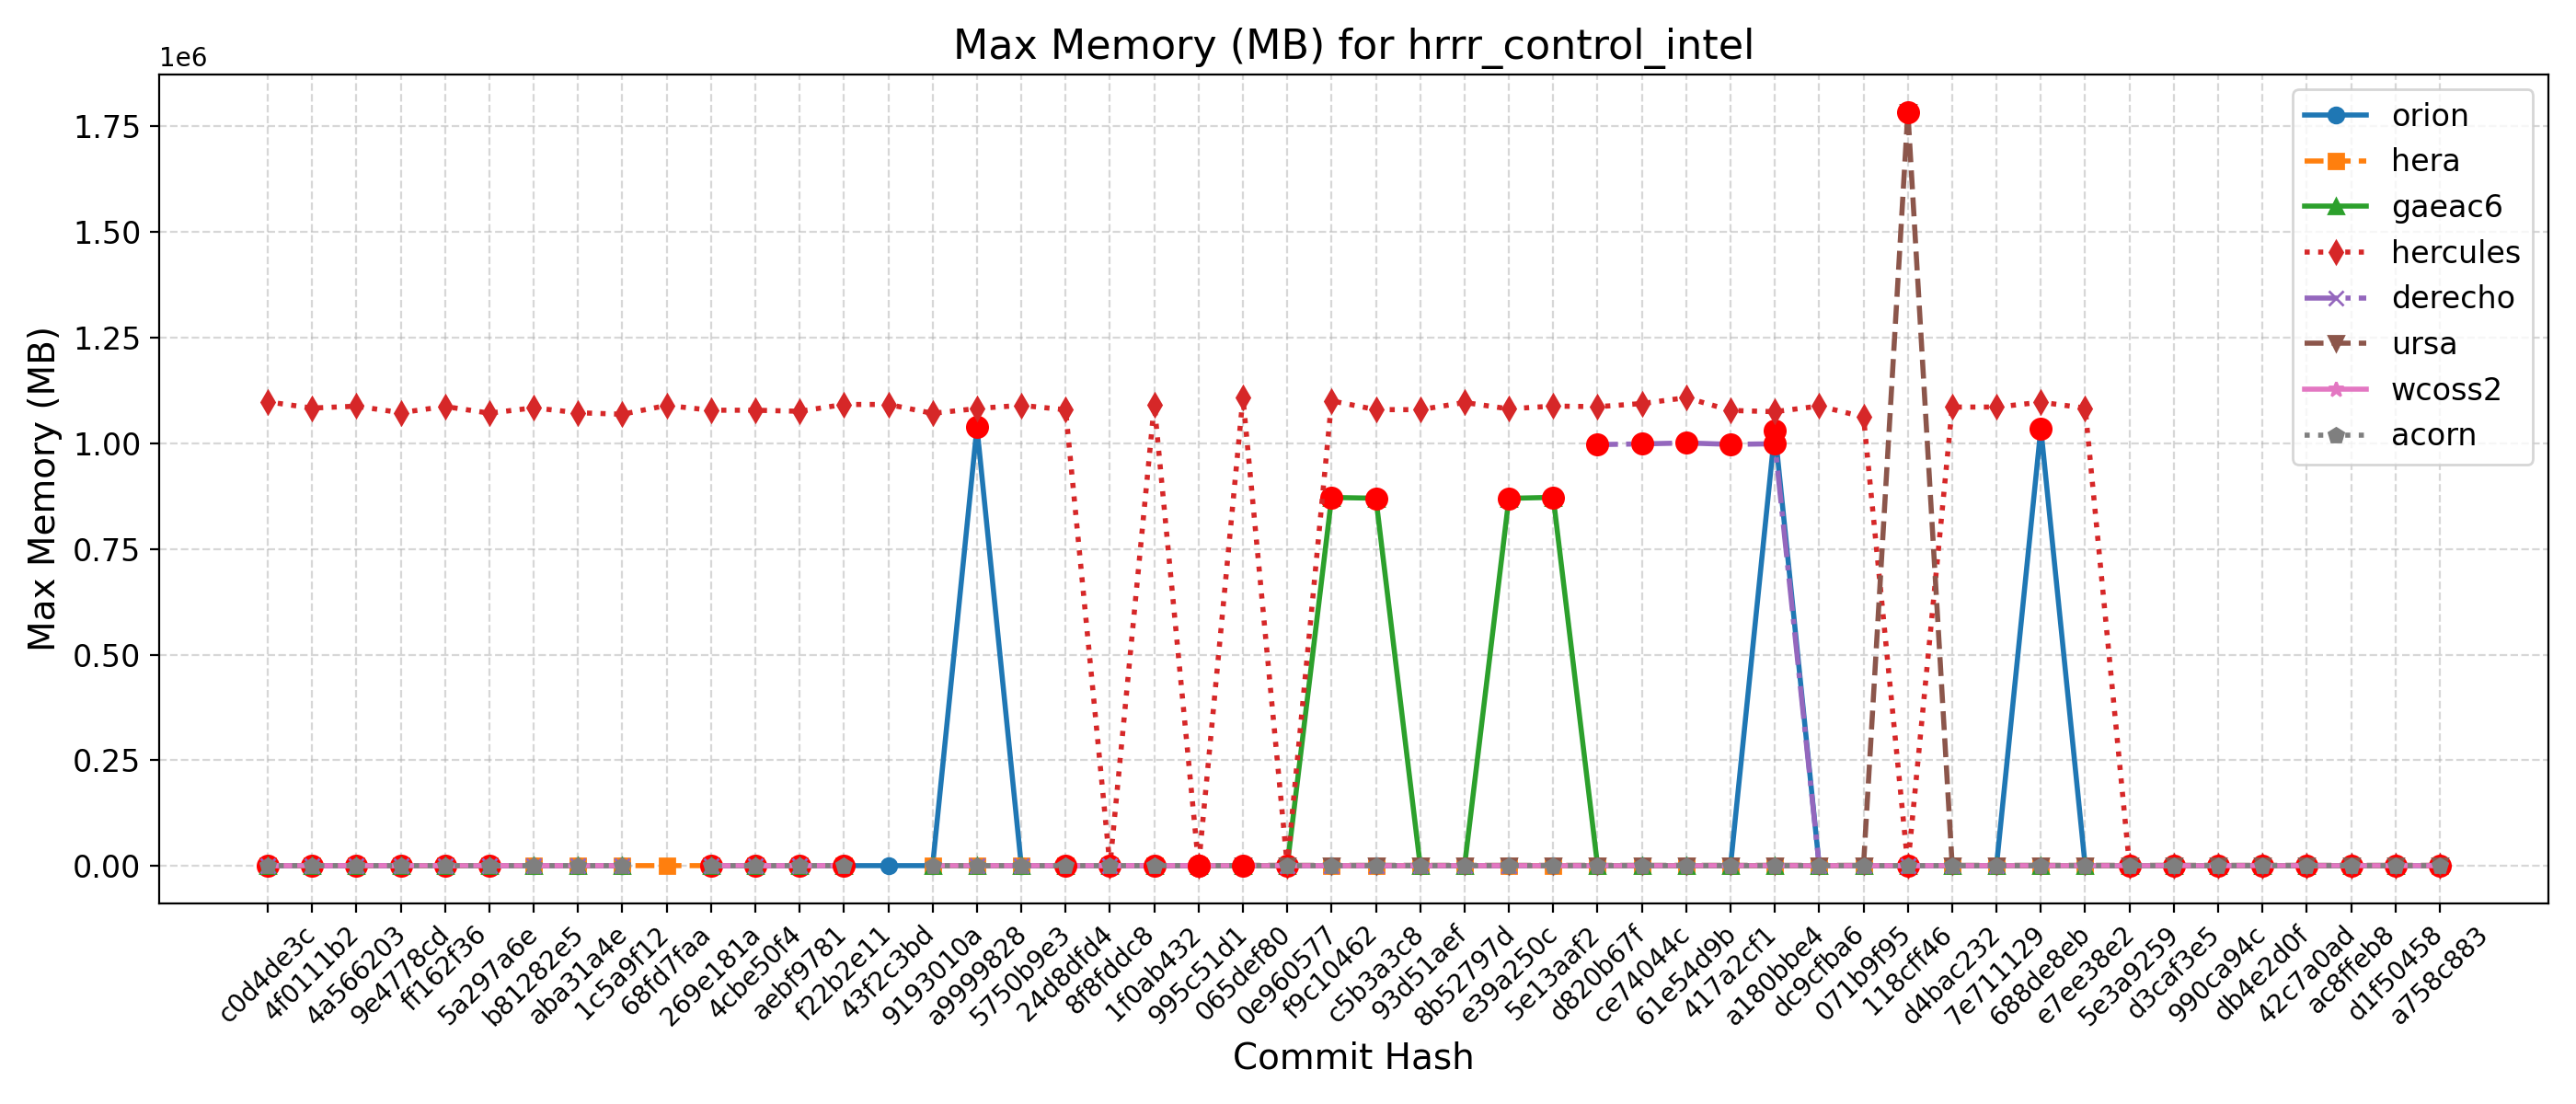 Max Memory (MB) for hrrr_control_intel
1e6
1.75
1.50
1.25
1.00
0.75
0.50
0.25
0.00
Max Memory (MB)
orion
hera
gaeac6
hercules
derecho
ursa
wcoss2
acorn
c0d4de3c
4f0111b2
4a566203
9e4778cd
ff162f36
5a297a6e
b81282e5
aba31a4e
1c5a9f12
68fd7faa
269e181a
4cbe50f4
aebf9781
f22b2e11
43f2c3bd
9193010a
a9999828
5750b9e3
24d8dfd4
8f8fddc8
1f0ab432
995c51d1
065def80
0e960577
f9c10462
c5b3a3c8
93d51aef
8b52797d
e39a250c
5e13aaf2
d820b67f
ce74044c
61e54d9b
417a2cf1
a180bbe4
dc9cfba6
071b9f95
118cff46
d4bac232
7e711129
688de8eb
e7ee38e2
5e3a9259
d3caf3e5
990ca94c
db4e2d0f
42c7a0ad
ac8ffeb8
d1f50458
a758c883
Commit Hash